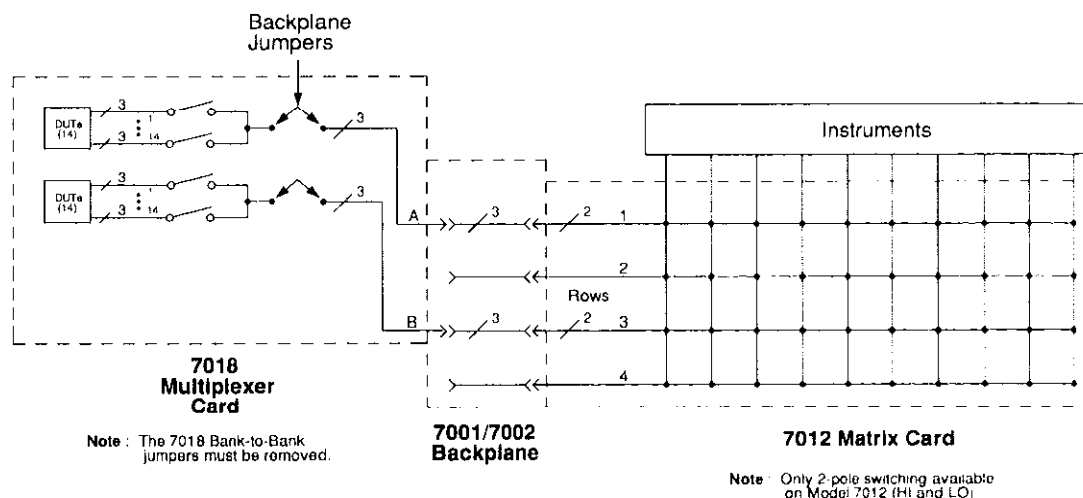 Backplane
Jumpers
3
DUTs
(14)
1
14
3
3
3
DUTs
(14)
1
14
3
3
Instruments
A
3
2
1
2
Rows
B
3
2
3
4
7018
Multiplexer
Card
Note : The 7018 Bank-to-Bank
jumpers must be removed.
7001/7002
Backplane
7012 Matrix Card
Note : Only 2-pole switching available
on Model 7012 (HI and LO)